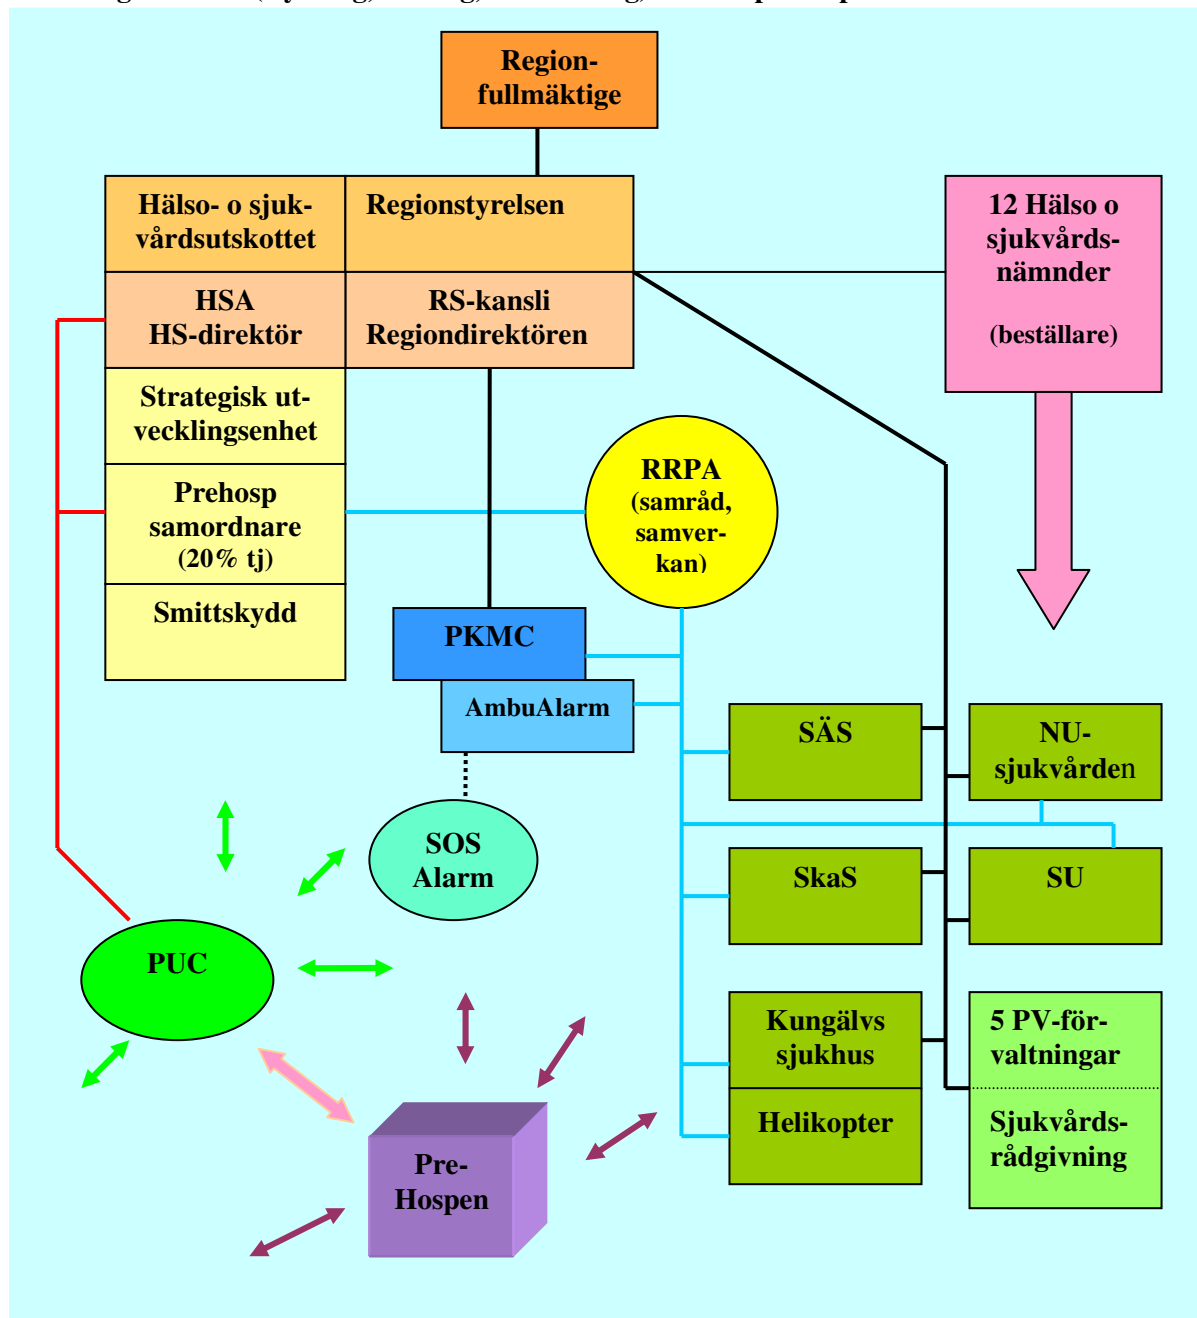 Region-
fullmäktige
Hälso- o sjuk-
vårdsutskottet
Regionstyrelsen
12 Hälso o
sjukvårds-
nämnder
(beställare)
HSA
HS-direktör
RS-kansli
Regiondirektören
Strategisk ut-
vecklingsenhet
Prehosp
samordnare
(20% tj)
Smittskydd
RRPA
(samråd,
samver-
kan)
PKMC
AmbuAlarm
SOS
Alarm
PUC
Pre-
Hospen
SÄS
NU-
sjukvården
SkaS
SU
Kungälvs
sjukhus
Helikopter
5 PV-för-
valtningar
Sjukvårds-
rådgivning